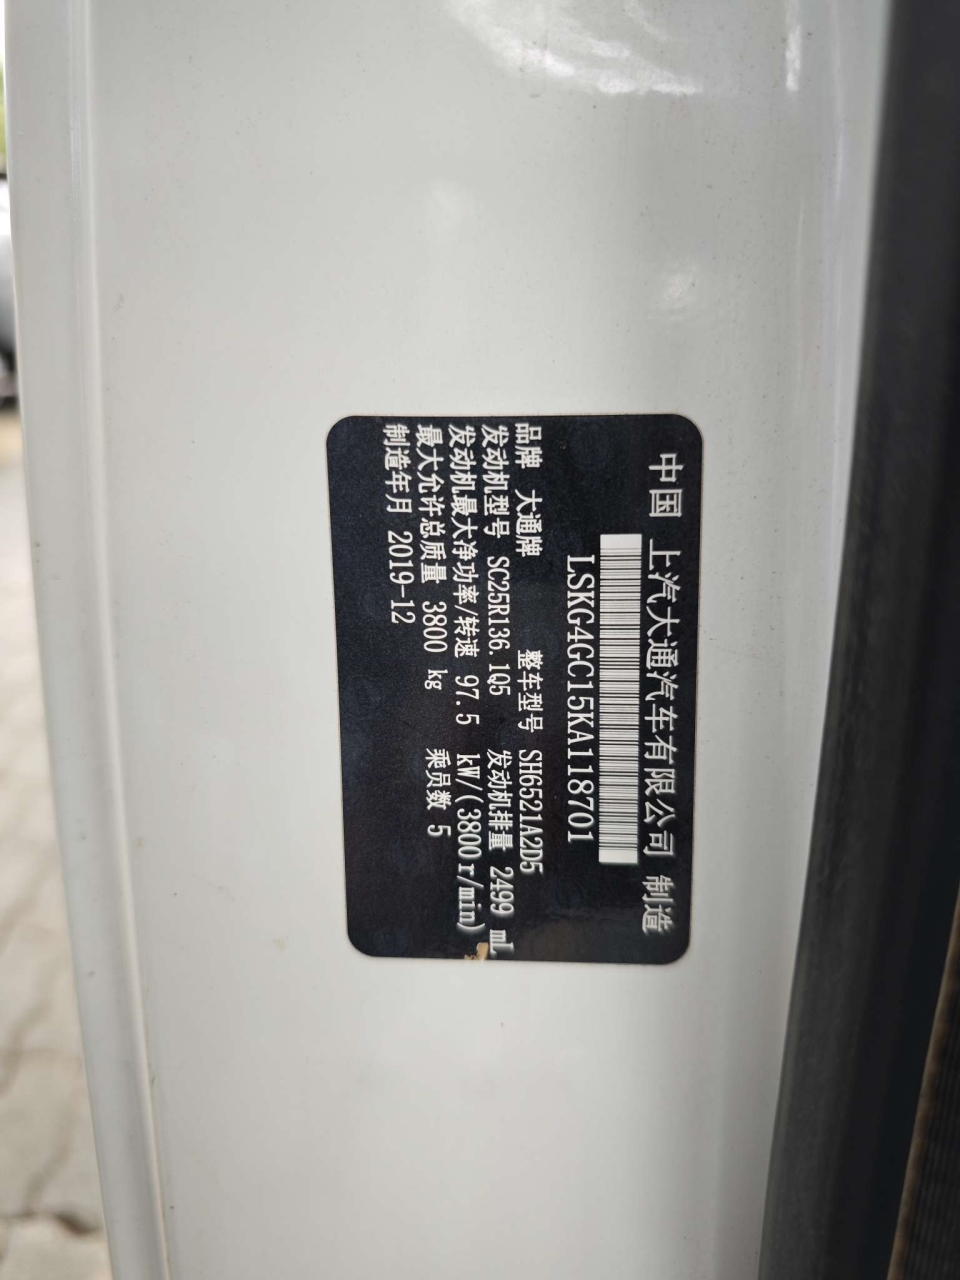 中国 上汽大通汽车有限公司 制造
LSKG4GC15KA118701
品牌 大通牌 整车型号 SH6521A2D5
发动机型号 SC25R136.1Q5 发动机排量 2499 mL
发动机最大净功率/转速 97.5 kW/(3800r/min)
最大允许总质量 3800 kg 乘员数 5
制造年月 2019-12